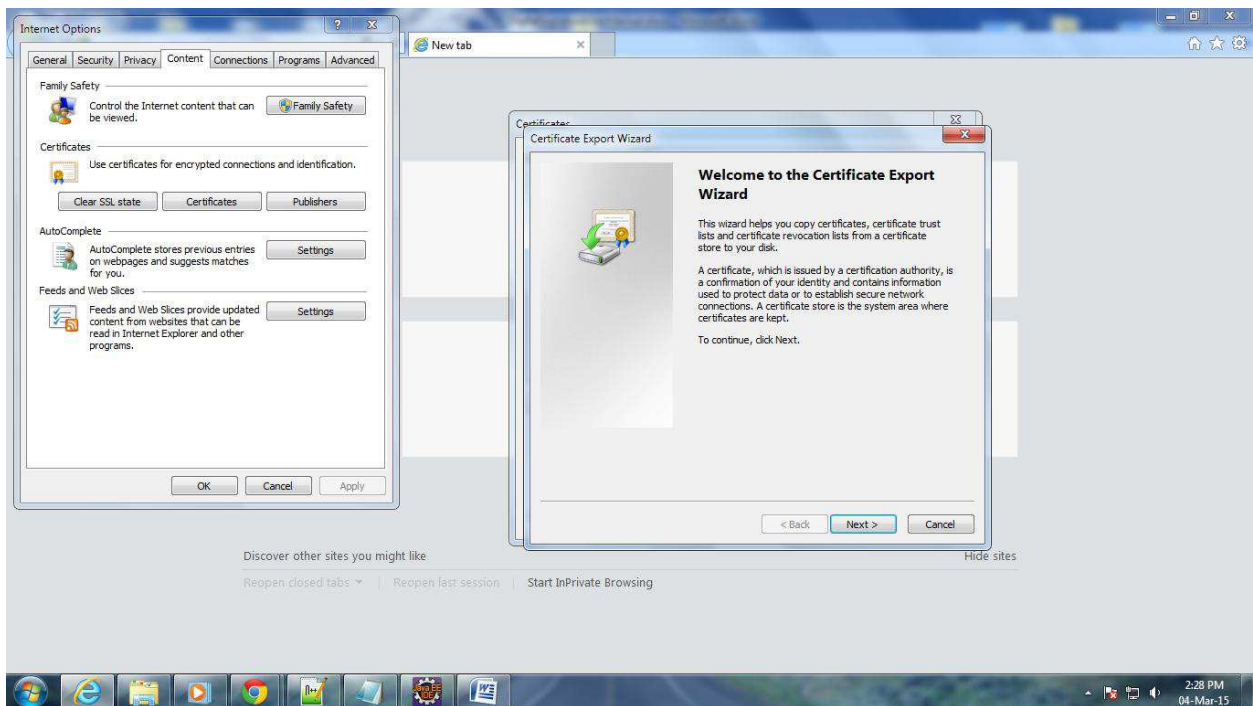 Internet Options
General Security Privacy Content Connections Programs Advanced
Family Safety
Control the Internet content that can
be viewed.
Family Safety
Certificates
Use certificates for encrypted connections and identification.
Clear SSL state
Certificates
Publishers
AutoComplete
AutoComplete stores previous entries
on webpages and suggests matches
for you.
Settings
Feeds and Web Slices
Feeds and Web Slices provide updated
content from websites that can be
read in Internet Explorer and other
programs.
Settings
OK
Cancel
Apply
New tab
Certificates
Certificate Export Wizard
Welcome to the Certificate Export
Wizard
This wizard helps you copy certificates, certificate trust
lists and certificate revocation lists from a certificate
store to your disk.
A certificate, which is issued by a certification authority, is
a confirmation of your identity and contains information
used to protect data or to establish secure network
connections. A certificate store is the system area where
certificates are kept.
To continue, click Next.
< Back
Next >
Cancel
Discover other sites you might like
Hide sites
Reopen closed tabs | Reopen last session | Start InPrivate Browsing
Java EE
IDE
2:28 PM
04-Mar-15